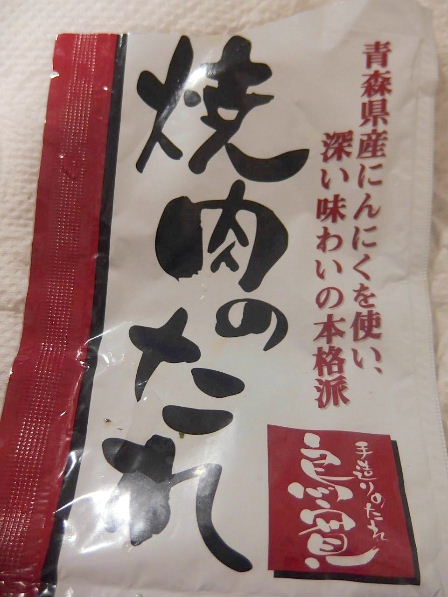 青森県産にんにくを使い、
深い味わいの本格派
焼肉のたれ
手造りのたれ